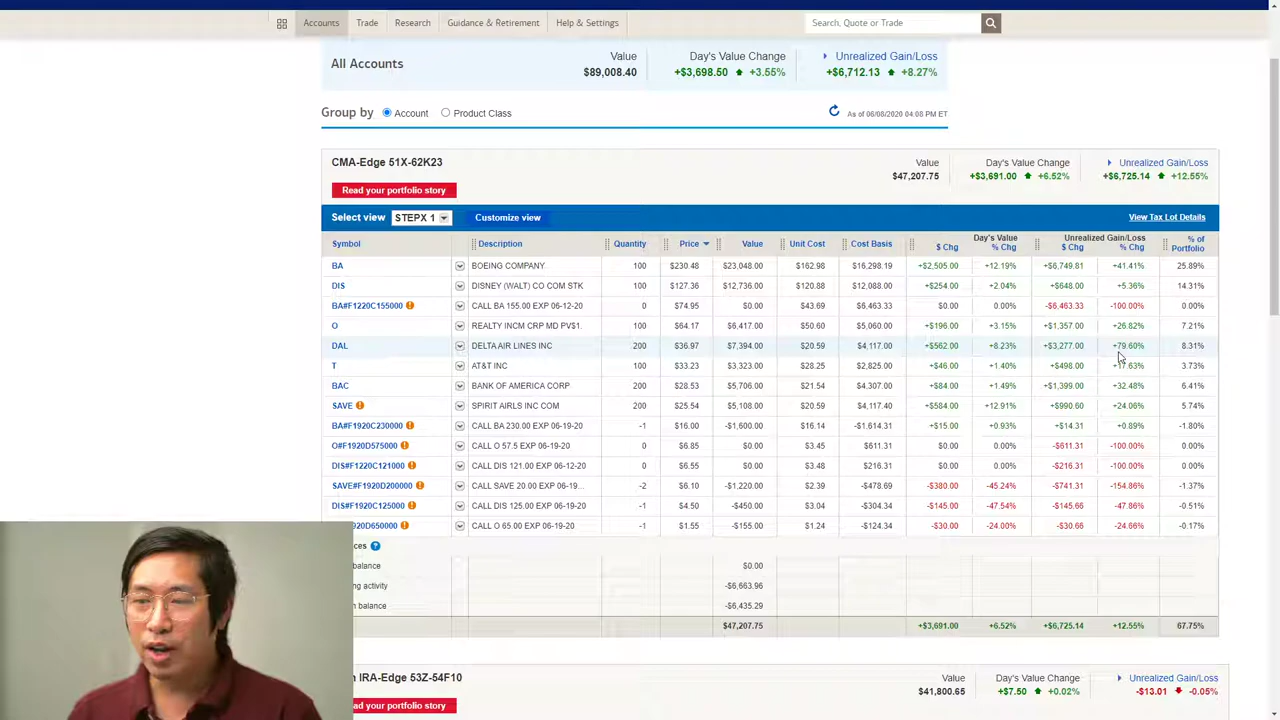 Accounts Trade Research Guidance & Retirement Help & Settings Search, Quote or Trade
All Accounts Value $89,008.40 Day's Value Change +$3,698.50 +3.55% Unrealized Gain/Loss +$6,712.13 +8.27%
Group by Account Product Class As of 06/08/2020 04:08 PM ET
CMA-Edge 51X-62K23 Value $47,207.75 Day's Value Change +$3,691.00 +6.52% Unrealized Gain/Loss +$6,725.14 +12.55%
Read your portfolio story
Select view STEPX 1 Customize view View Tax Lot Details
Symbol Description Quantity Price Value Unit Cost Cost Basis Day's Value $ Chg % Chg Unrealized Gain/Loss $ Chg % Chg % of Portfolio
BA BOEING COMPANY 100 $230.48 $23,048.00 $162.98 $16,298.19 +$2,505.00 +12.19% +$6,749.81 +41.41% 25.89%
DIS DISNEY (WALT) CO COM STK 100 $127.36 $12,736.00 $120.88 $12,088.00 +$254.00 +2.04% +$648.00 +5.36% 14.31%
BA#F1220C155000 CALL BA 155.00 EXP 06-12-20 0 $74.95 $0.00 $43.69 $6,463.33 $0.00 0.00% -$6,463.33 -100.00% 0.00%
O REALTY INCM CRP MD PV$1. 100 $64.17 $6,417.00 $50.60 $5,060.00 +$196.00 +3.15% +$1,357.00 +26.82% 7.21%
DAL DELTA AIR LINES INC 200 $36.97 $7,394.00 $20.59 $4,117.00 +$562.00 +8.23% +$3,277.00 +79.60% 8.31%
T AT&T INC 100 $33.23 $3,323.00 $28.25 $2,825.00 +$46.00 +1.40% +$498.00 +17.63% 3.73%
BAC BANK OF AMERICA CORP 200 $28.53 $5,706.00 $21.54 $4,307.00 +$84.00 +1.49% +$1,399.00 +32.48% 6.41%
SAVE SPIRIT AIRLS INC COM 200 $25.54 $5,108.00 $20.59 $4,117.40 +$584.00 +12.91% +$990.60 +24.06% 5.74%
BA#F1920C230000 CALL BA 230.00 EXP 06-19-20 -1 $16.00 -$1,600.00 $16.14 -$1,614.31 +$15.00 +0.93% +$14.31 +0.89% -1.80%
O#F1920D575000 CALL O 57.5 EXP 06-19-20 0 $6.85 $0.00 $3.45 $611.31 $0.00 0.00% -$611.31 -100.00% 0.00%
DIS#F1220C121000 CALL DIS 121.00 EXP 06-12-20 0 $6.55 $0.00 $3.48 $216.31 $0.00 0.00% -$216.31 -100.00% 0.00%
SAVE#F1920D200000 CALL SAVE 20.00 EXP 06-19... -2 $6.10 -$1,220.00 $2.39 -$478.69 -$380.00 -45.24% -$741.31 -154.86% -1.37%
DIS#F1920C125000 CALL DIS 125.00 EXP 06-19-20 -1 $4.50 -$450.00 $3.04 -$304.34 -$145.00 -47.54% -$145.66 -47.86% -0.51%
920D650000 CALL O 65.00 EXP 06-19-20 -1 $1.55 -$155.00 $1.24 -$124.34 -$30.00 -24.00% -$30.66 -24.66% -0.17%
ces
balance $0.00
ng activity -$6,663.96
balance -$6,435.29
$47,207.75 +$3,691.00 +6.52% +$6,725.14 +12.55% 67.75%
IRA-Edge 53Z-54F10 Value $41,800.65 Day's Value Change +$7.50 +0.02% Unrealized Gain/Loss -$13.01 -0.05%
ad your portfolio story